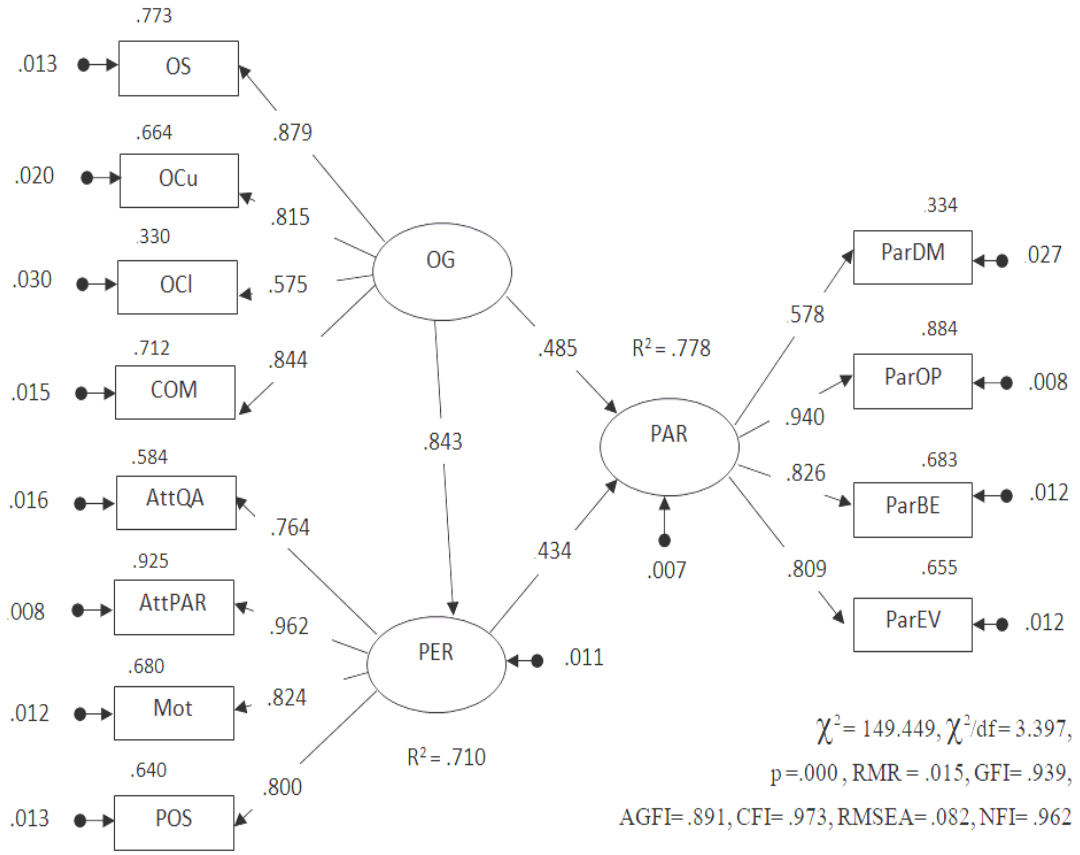 .773
.013
OS
.879
.664
.020
OCu
.815
.330
.030
OCl
.575
.712
.015
COM
.844
OG
.843
.485
R² = .778
PAR
.007
.434
.334
ParDM
.027
.578
.884
ParOP
.008
.940
.683
ParBE
.012
.826
.655
ParEV
.012
.809
.584
.016
AttQA
.764
.925
.008
AttPAR
.962
.680
.012
Mot
.824
.640
.013
POS
.800
PER
.011
R² = .710
χ² = 149.449, χ²/df = 3.397,
p =.000 , RMR = .015, GFI= .939,
AGFI= .891, CFI= .973, RMSEA= .082, NFI= .962